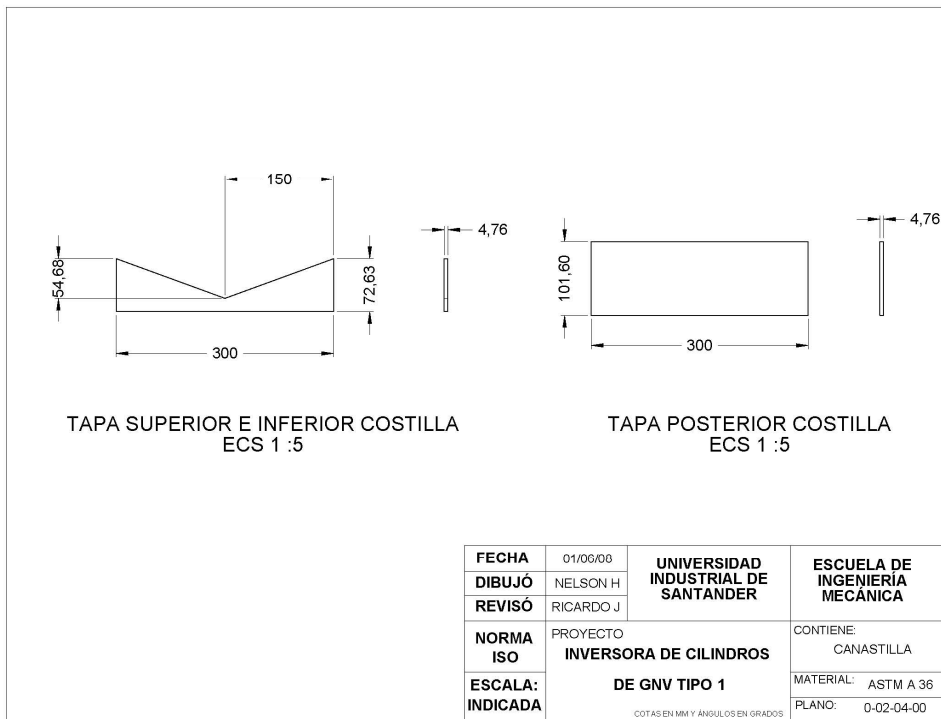 150
54,68
72,63
300
4,76
TAPA SUPERIOR E INFERIOR COSTILLA
ECS 1 :5
101,60
300
4,76
TAPA POSTERIOR COSTILLA
ECS 1 :5
FECHA
01/06/06
DIBUJÓ
NELSON H
REVISÓ
RICARDO J
UNIVERSIDAD
INDUSTRIAL DE
SANTANDER
ESCUELA DE
INGENIERÍA
MECÁNICA
NORMA
ISO
PROYECTO
INVERSORA DE CILINDROS
DE GNV TIPO 1
CONTIENE:
CANASTILLA
ESCALA:
INDICADA
COTAS EN MM Y ÁNGULOS EN GRADOS
MATERIAL: ASTM A 36
PLANO: 0-02-04-00